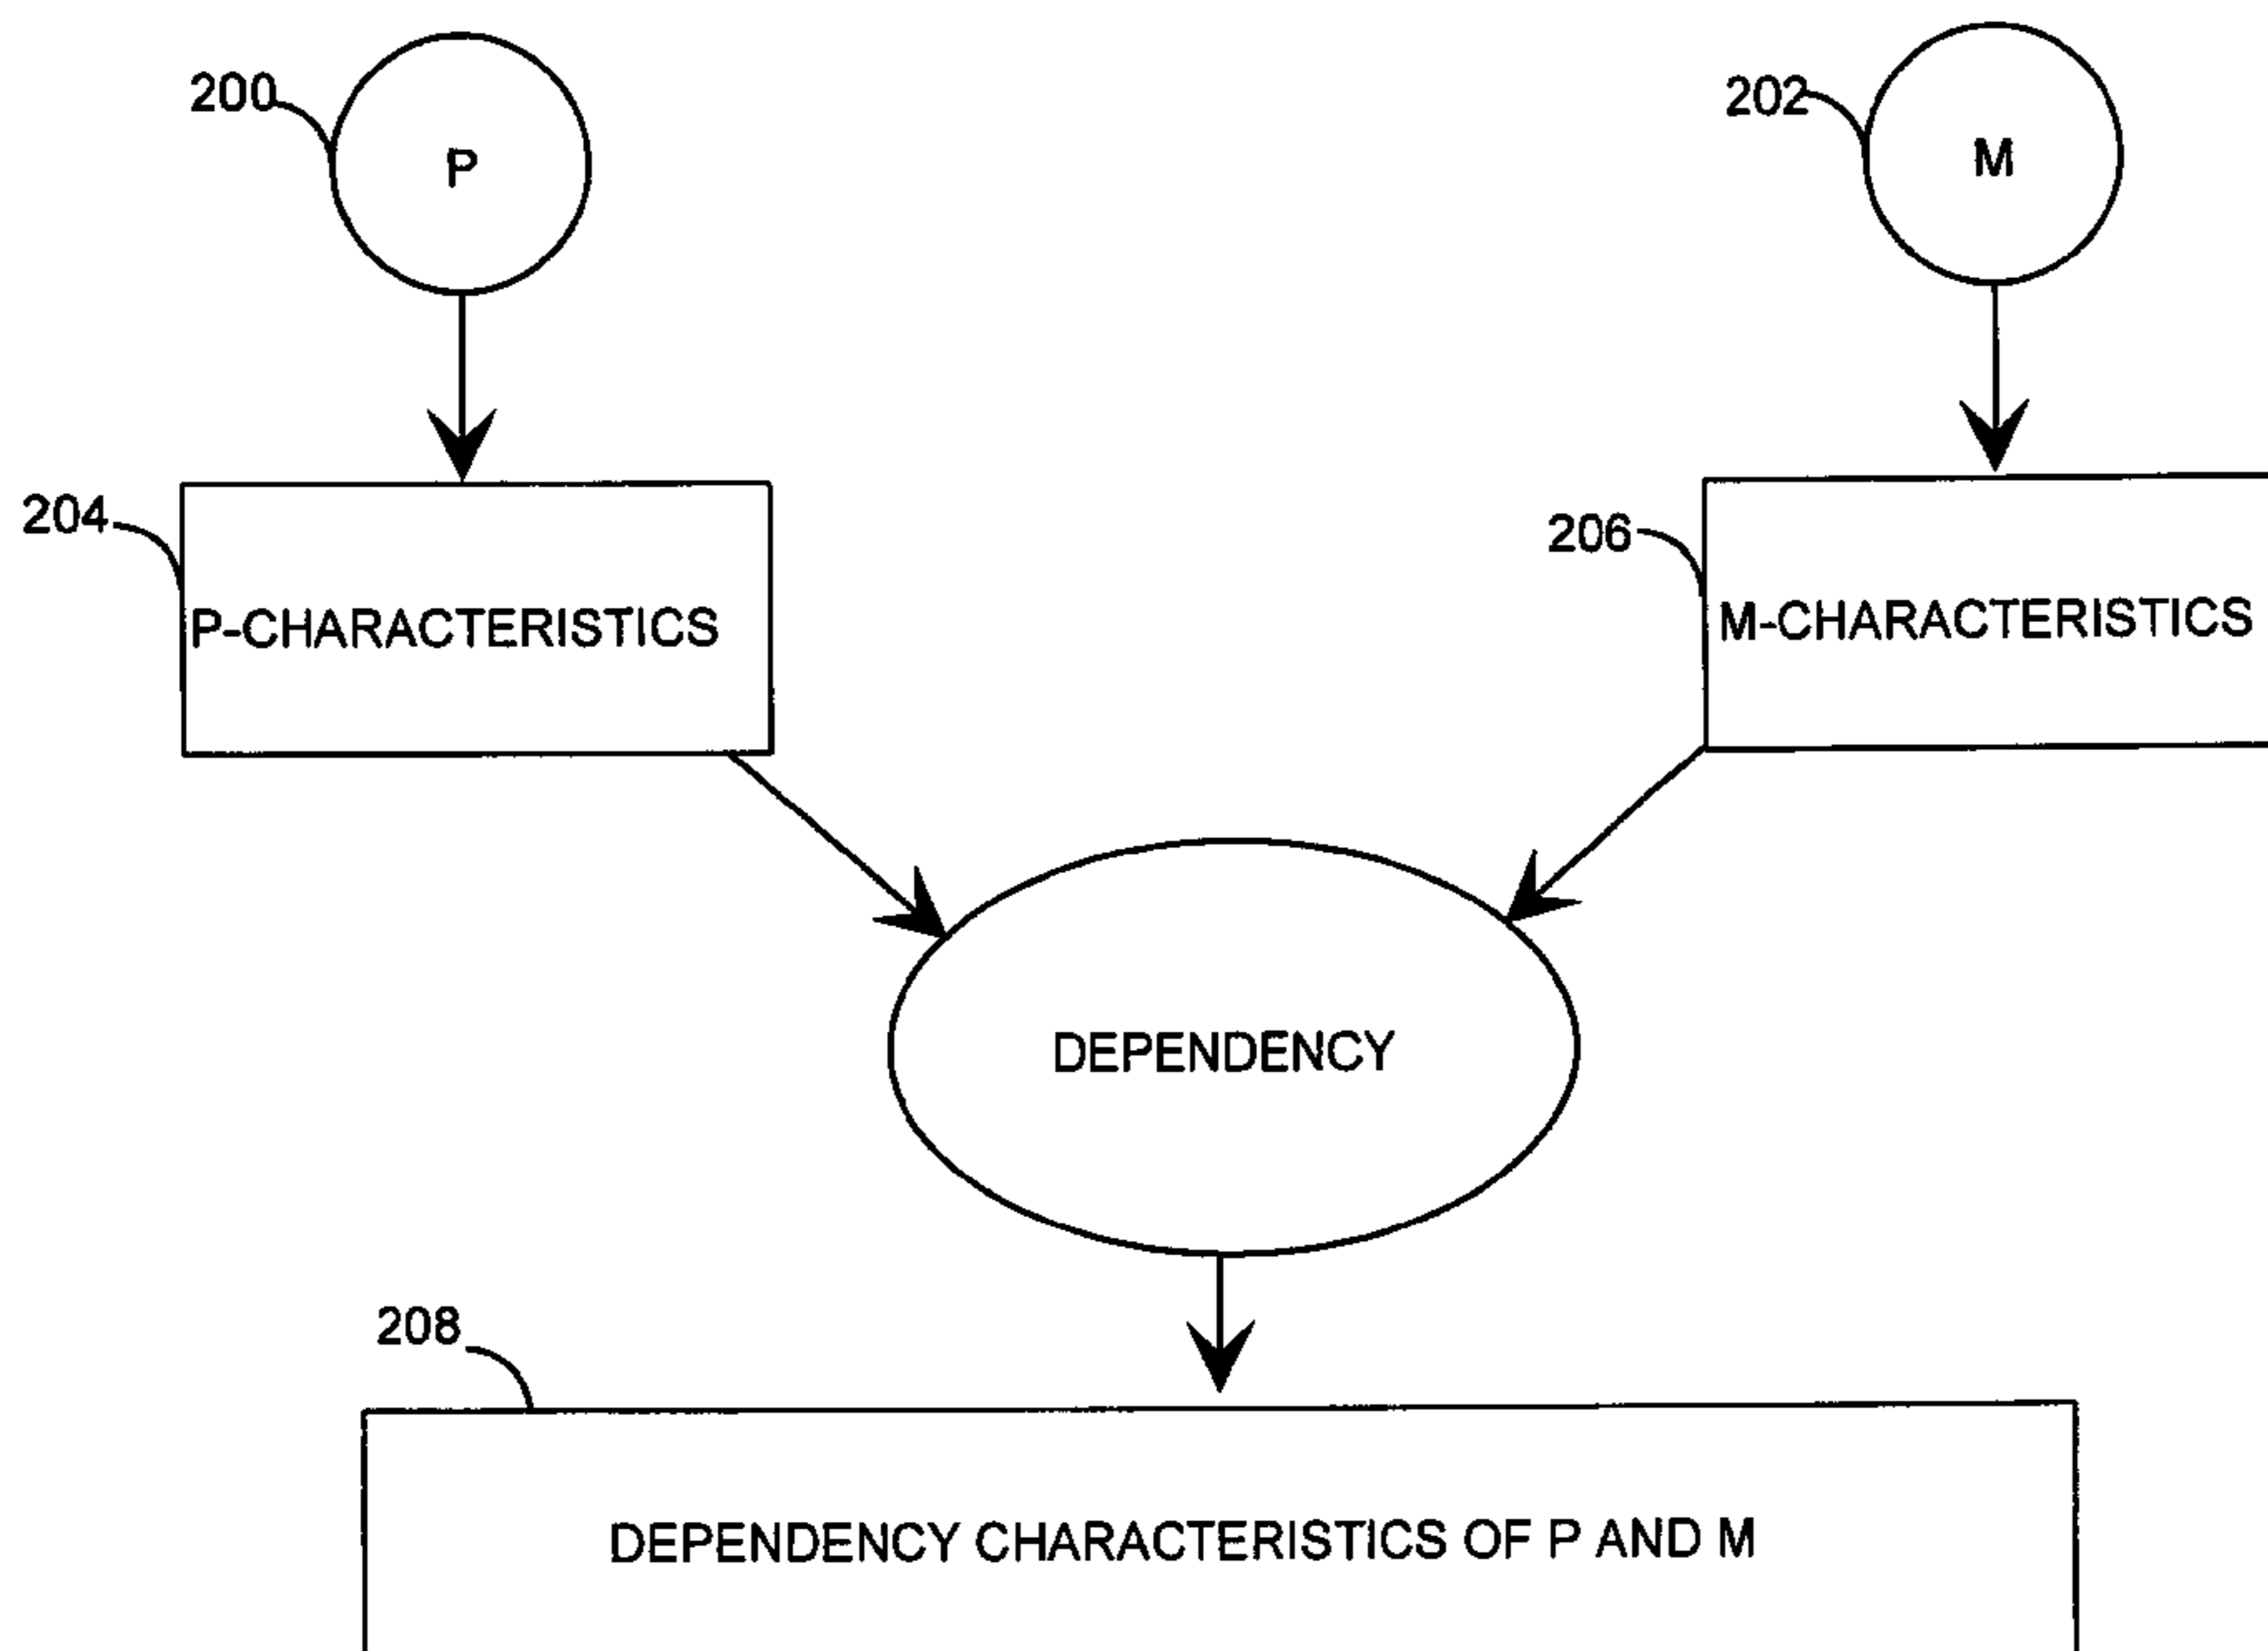 200
P
202
M
204
P-CHARACTERISTICS
206
M-CHARACTERISTICS
DEPENDENCY
208
DEPENDENCY CHARACTERISTICS OF P AND M